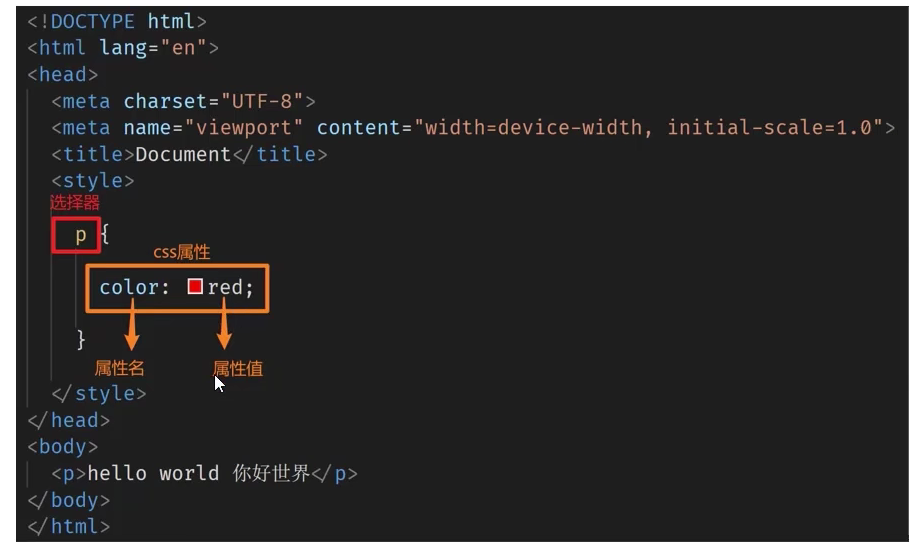 <!DOCTYPE html>
<html lang="en">
<head>
<meta charset="UTF-8">
<meta name="viewport" content="width=device-width, initial-scale=1.0">
<title>Document</title>
<style>
选择器
p {
css属性
color: red;
}
属性名 属性值
</style>
</head>
<body>
<p>hello world 你好世界</p>
</body>
</html>